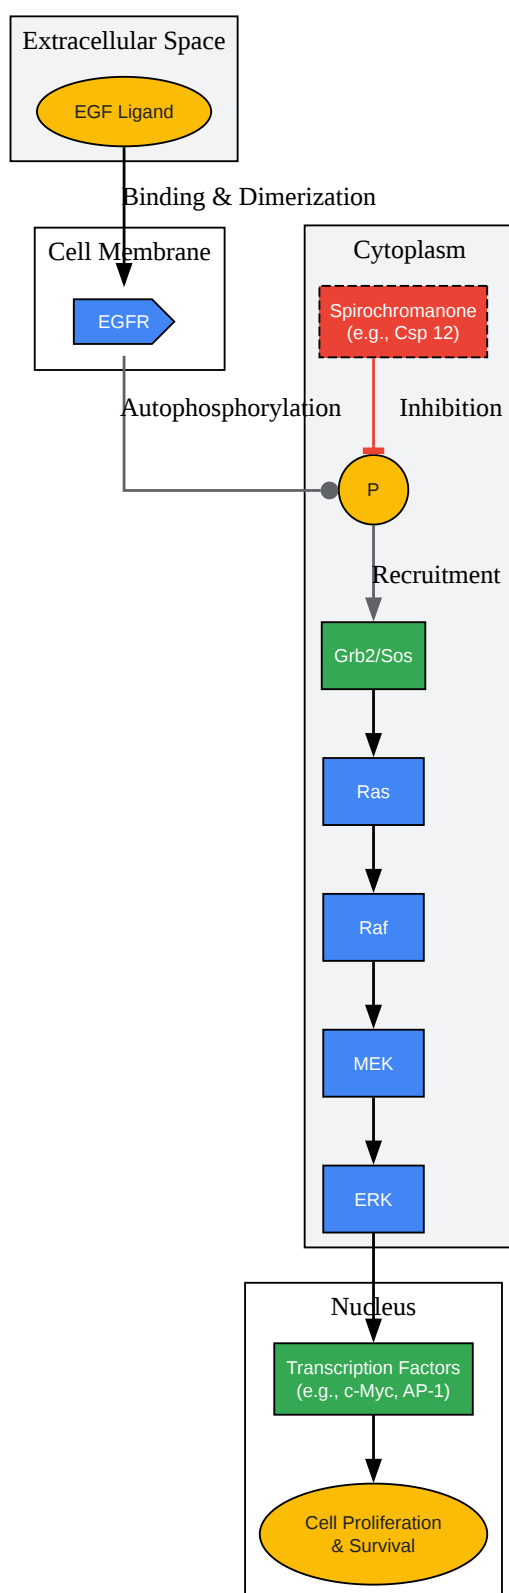 Extracellular Space
EGF Ligand
Binding & Dimerization
Cell Membrane
EGFR
Cytoplasm
Spirochromanone
(e.g., Csp 12)
Autophosphorylation
Inhibition
P
Recruitment
Grb2/Sos
Ras
Raf
MEK
ERK
Nucleus
Transcription Factors
(e.g., c-Myc, AP-1)
Cell Proliferation
& Survival